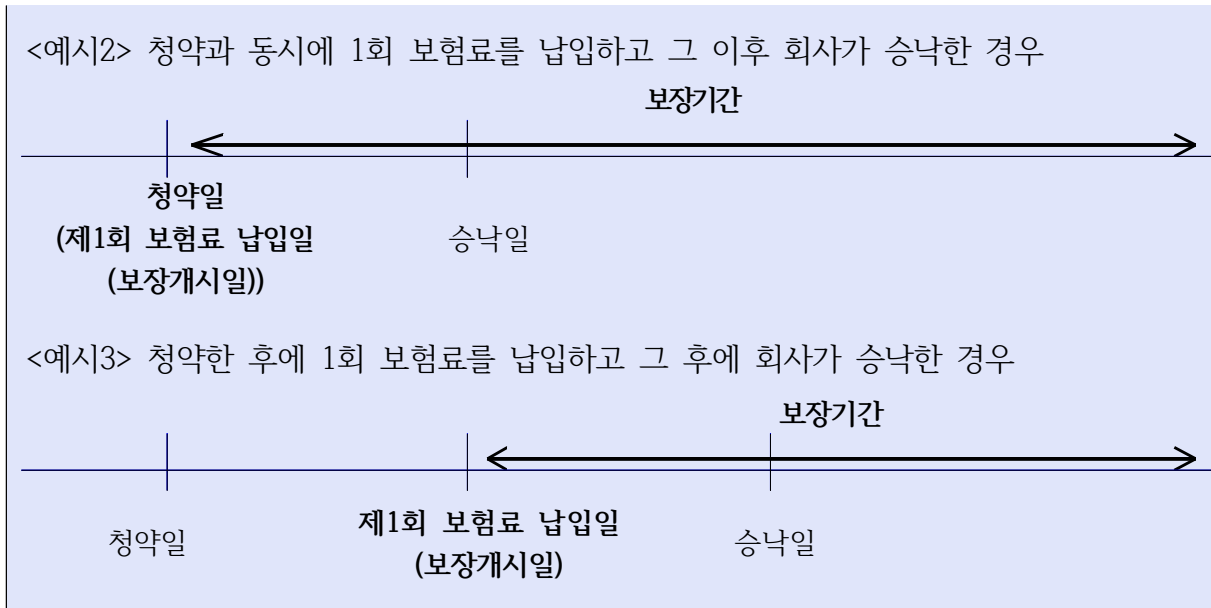 <예시2> 청약과 동시에 1회 보험료를 납입하고 그 이후 회사가 승낙한 경우
보장기간
청약일
(제1회 보험료 납입일
(보장개시일))
승낙일
<예시3> 청약한 후에 1회 보험료를 납입하고 그 후에 회사가 승낙한 경우
보장기간
청약일
제1회 보험료 납입일
(보장개시일)
승낙일